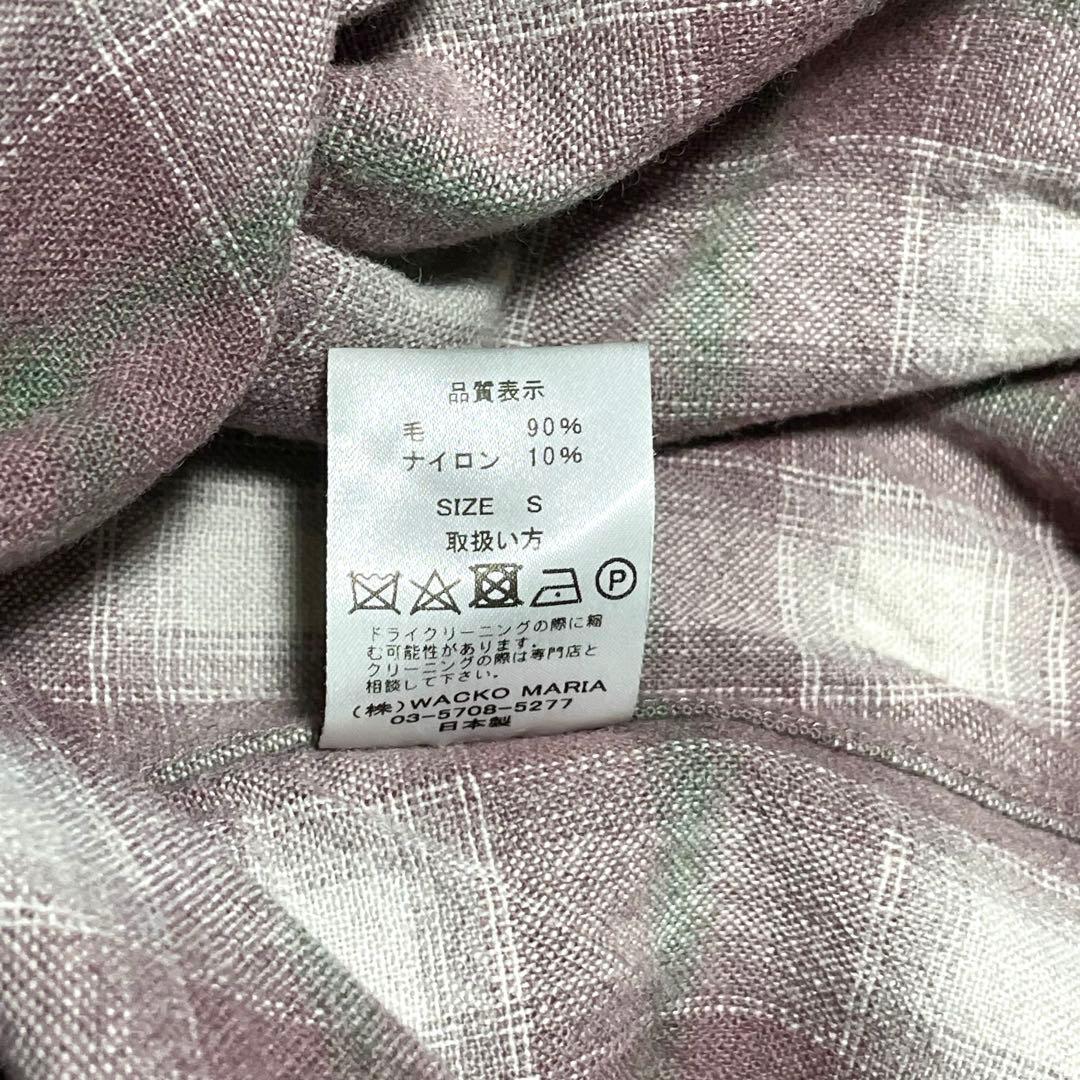 品質表示
毛 90%
ナイロン 10%
SIZE S
取扱い方
P
ドライクリーニングの際に縮
む可能性があります。
クリーニングの際は専門店と
相談して下さい。
(株)WACKO MARIA
03-5708-5277
日本製